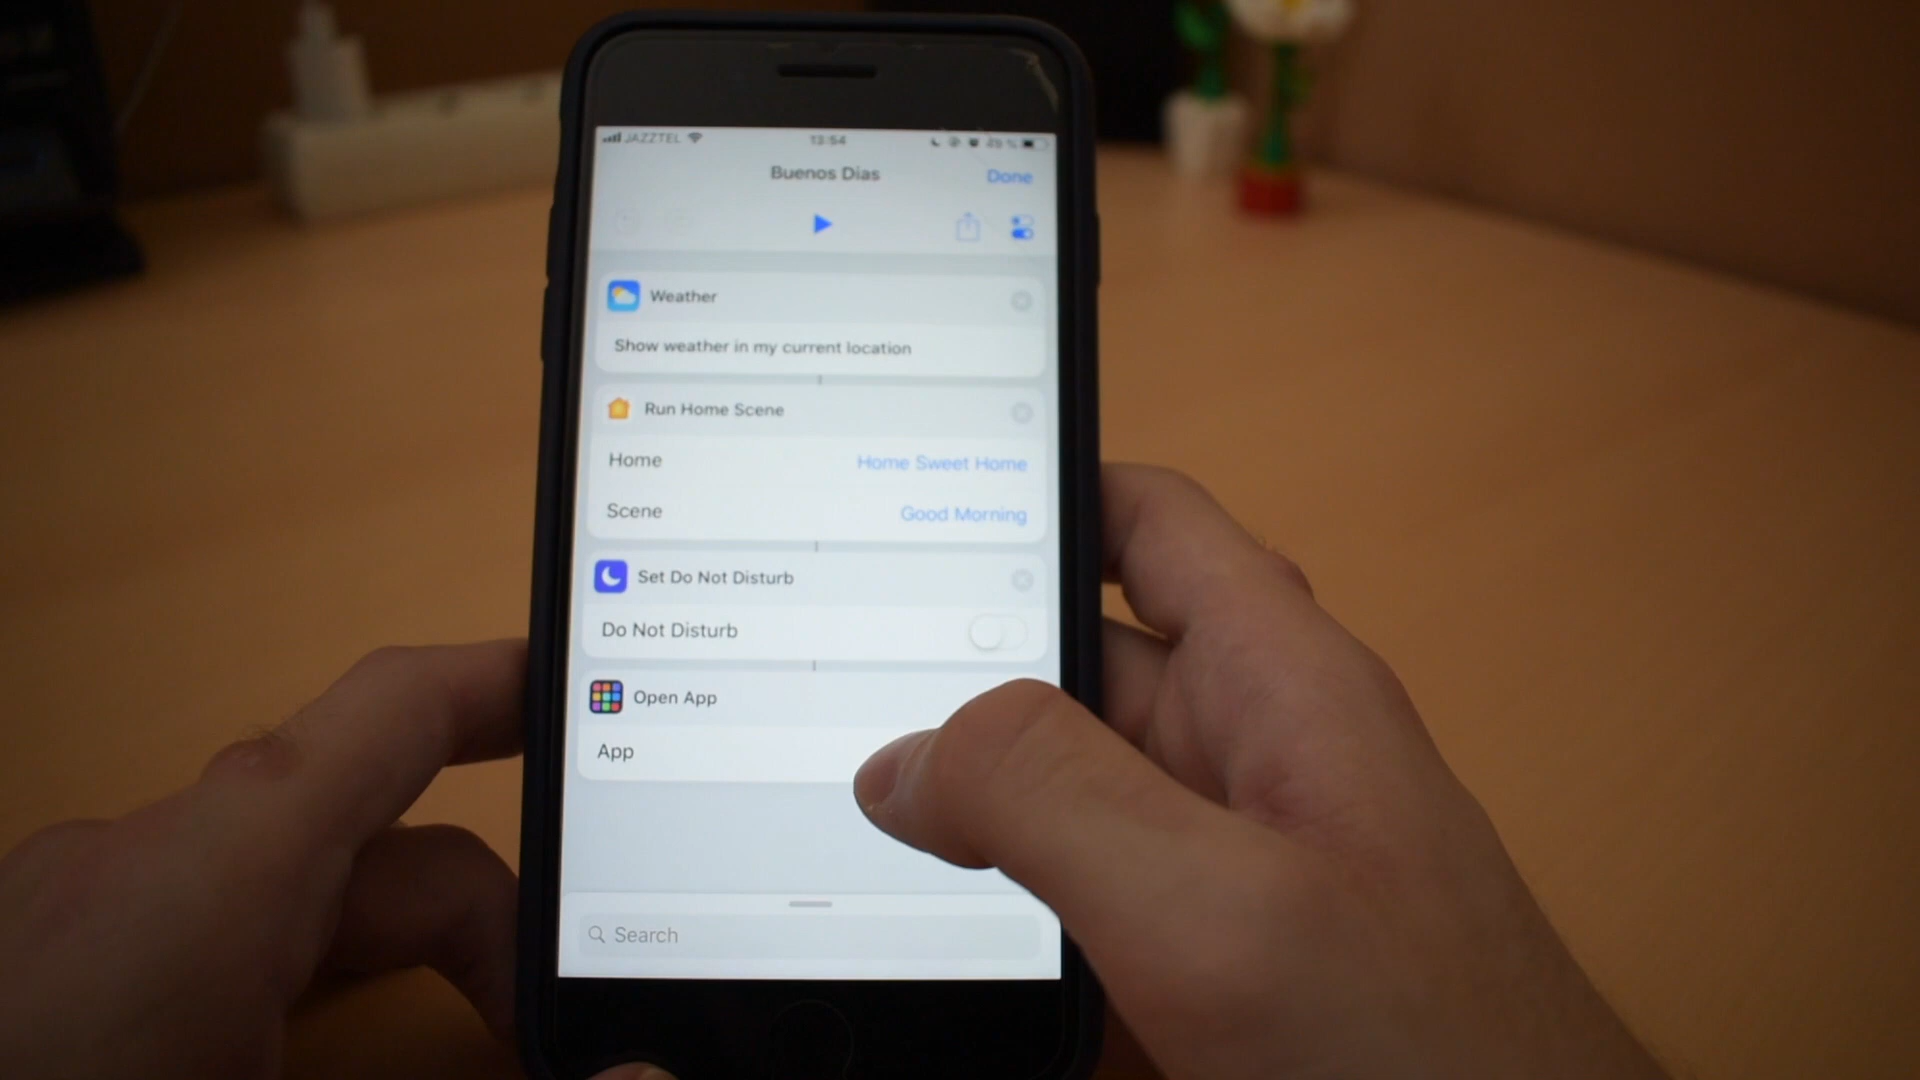 JAZZTEL
13:54
Buenos Dias
Done
Weather
Show weather in my current location
Run Home Scene
Home
Home Sweet Home
Scene
Good Morning
Set Do Not Disturb
Do Not Disturb
Open App
App
Search